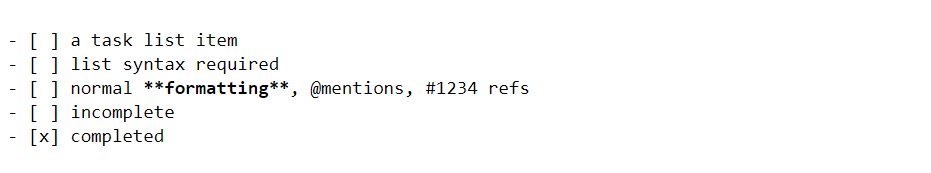 - [ ] a task list item
- [ ] list syntax required
- [ ] normal **formatting**, @mentions, #1234 refs
- [ ] incomplete
- [x] completed